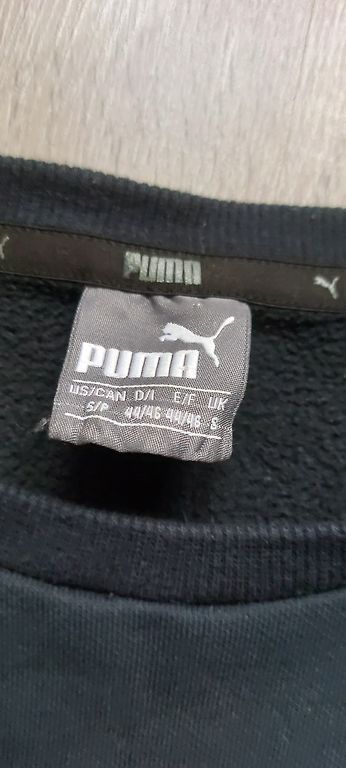 PUMA
PUMA
US/CAN D/I E/F UK
S/P 44/46 44/46 S